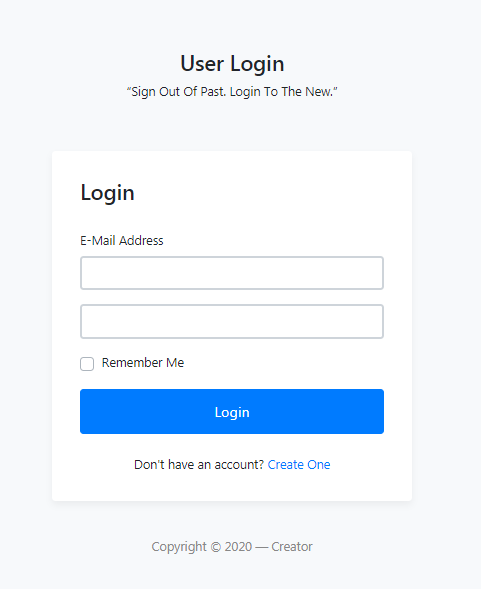 User Login
“Sign Out Of Past. Login To The New.”
Login
E-Mail Address
Remember Me
Login
Don't have an account? Create One
Copyright © 2020 — Creator